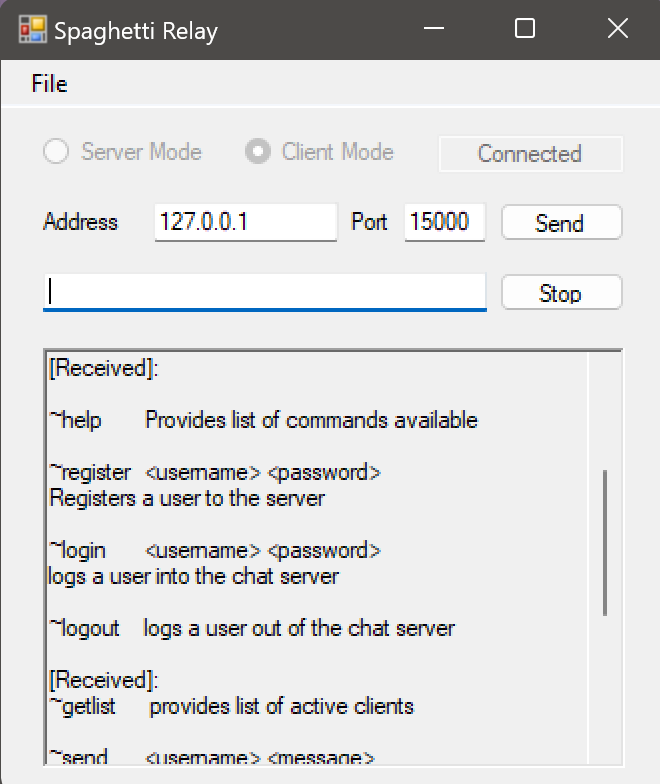 Spaghetti Relay
File
Server Mode Client Mode Connected
Address 127.0.0.1 Port 15000 Send
Stop
[Received]:
~help Provides list of commands available
~register <username> <password>
Registers a user to the server
~login <username> <password>
logs a user into the chat server
~logout logs a user out of the chat server
[Received]:
~getlist provides list of active clients
~send <username> <message>